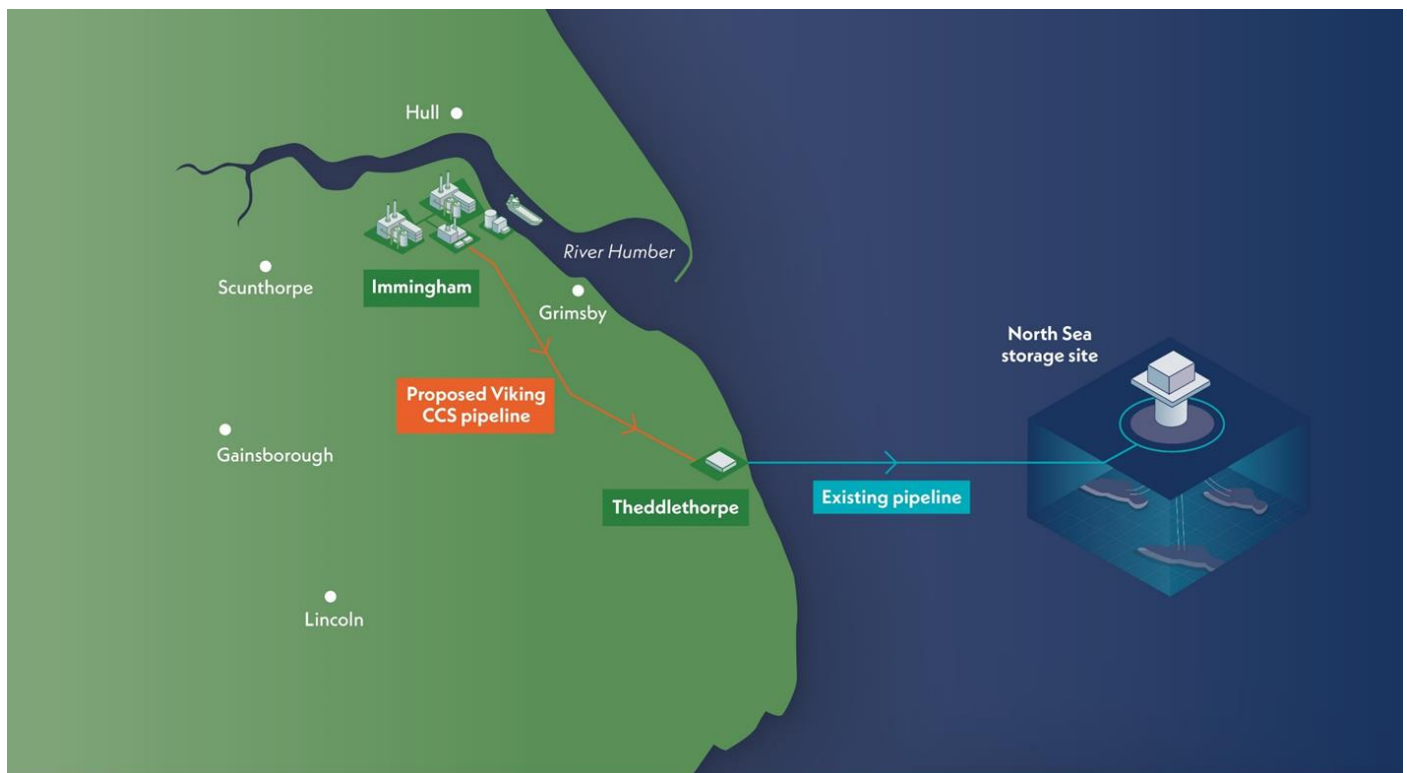 Hull
River Humber
Scunthorpe
Immingham
Grimsby
North Sea
storage site
Proposed Viking
CCS pipeline
Gainsborough
Theddlethorpe
Existing pipeline
Lincoln